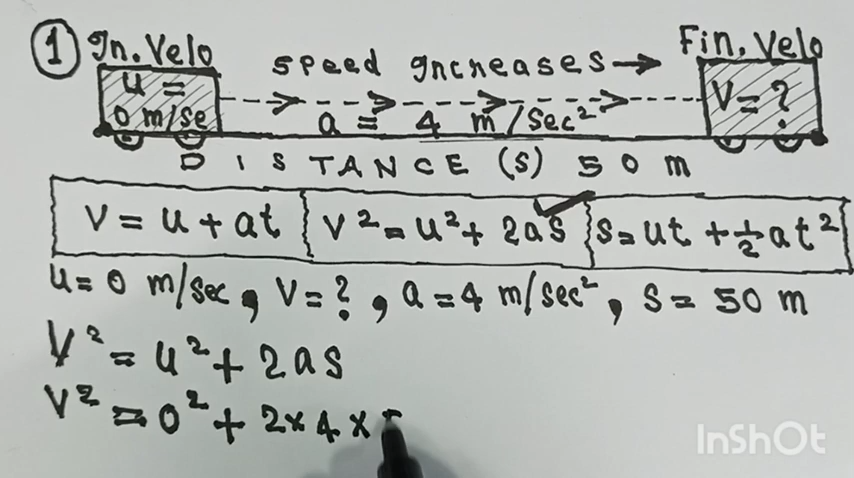 ① In. Velo speed increases → Fin. Velo
u = 0 m/se a = 4 m/sec² V = ?
DISTANCE (S) 50 m
V = u + at V² = u² + 2as ✓ S = ut + ½at²
u = 0 m/sec, V = ?, a = 4 m/sec², S = 50 m
V² = u² + 2as
V² = 0² + 2 × 4 ×
InShOt